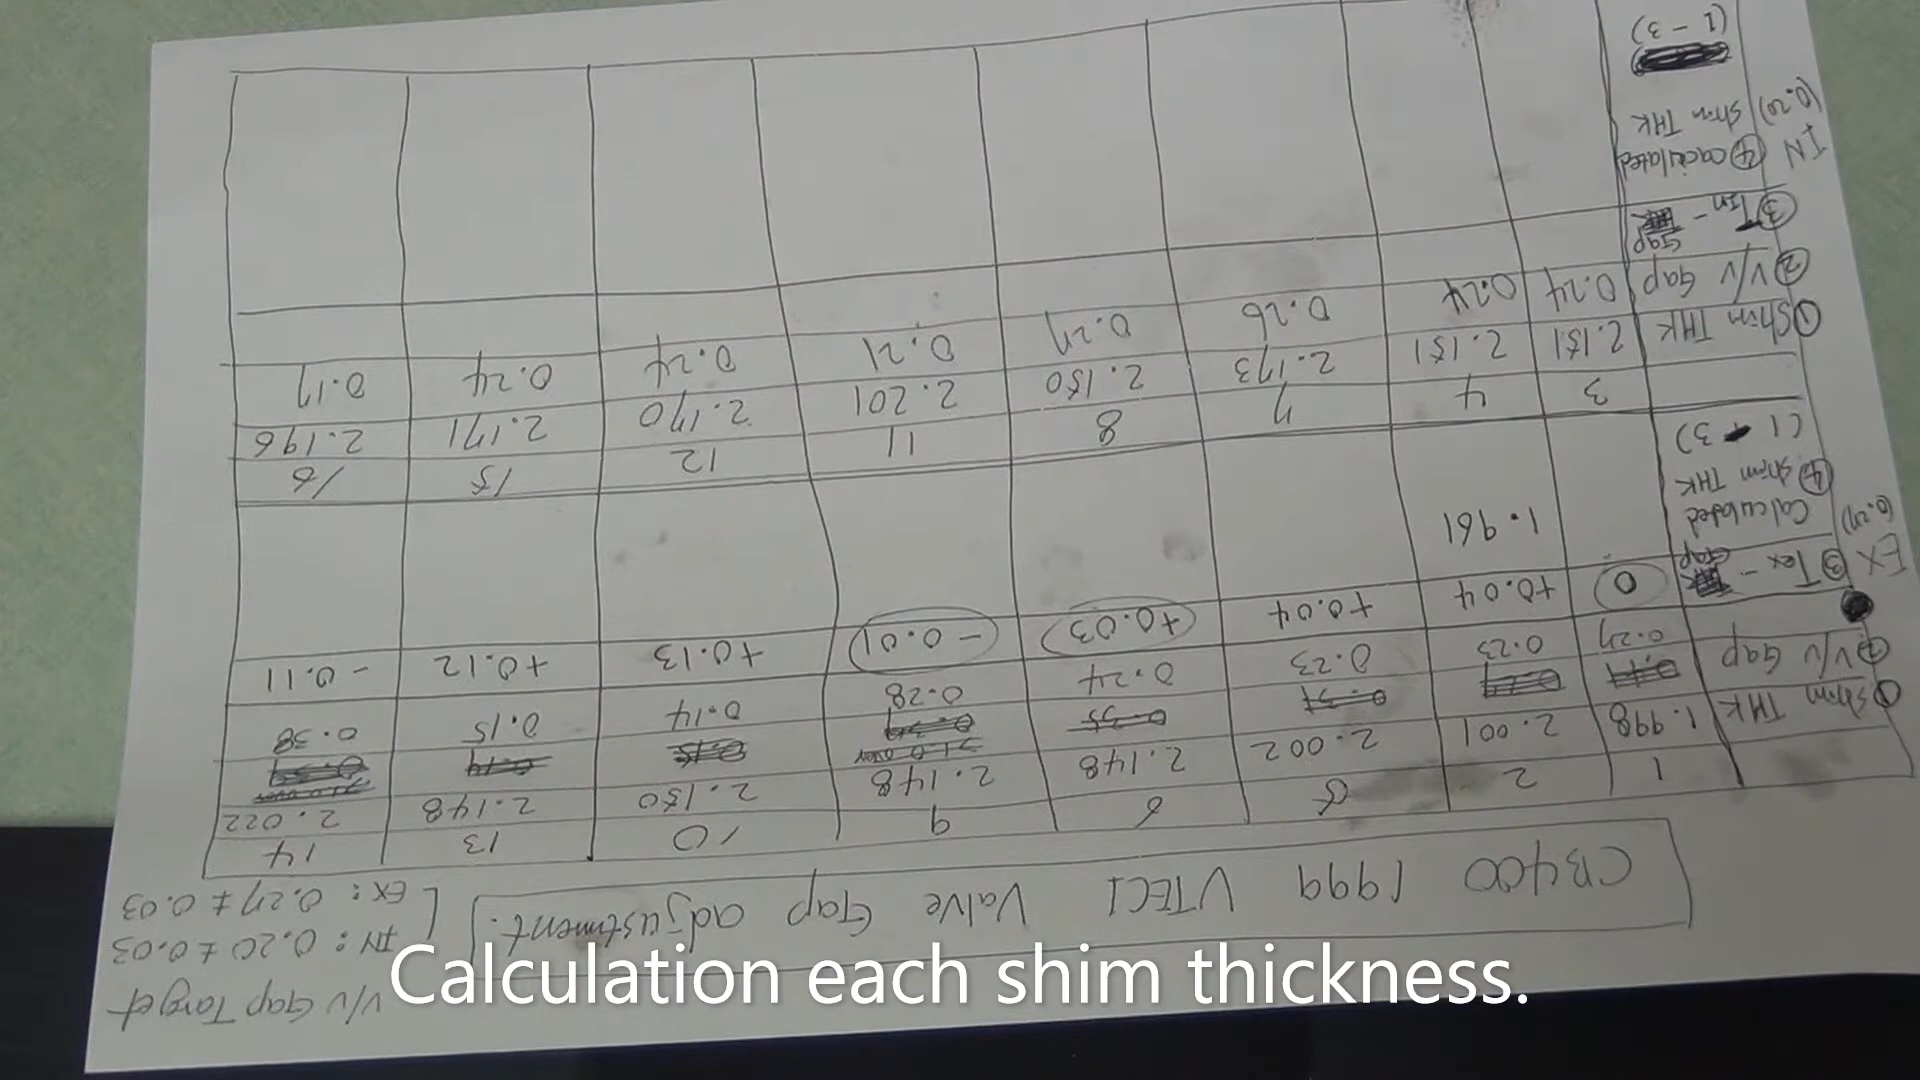 V/v Gap Target
IN : 0.20 ± 0.03
EX : 0.27 ± 0.03
CB400 1999 VTEC1 Valve Gap adjustment.
1 2 5 6 9 10 13 14
① Shim THK 1.998 2.001 2.002 2.148 2.148 2.150 2.148 2.022
② V/v Gap 0.27 0.23 0.23 0.24 0.28 0.14 0.15 0.38
EX (0.27)
③ Tex - Gap 0 +0.04 +0.04 +0.03 -0.01 +0.13 +0.12 -0.11
Calculated
④ Shim THK 1.961
(1 - 3)
3 4 7 8 11 12 15 16
① Shim THK 2.151 2.151 2.173 2.150 2.201 2.170 2.171 2.196
② V/v Gap 0.24 0.24 0.26 0.27 0.21 0.24 0.24 0.17
③ Tin - Gap
IN (0.20)
④ Caculated
Shim THK
(1 - 3)
Calculation each shim thickness.